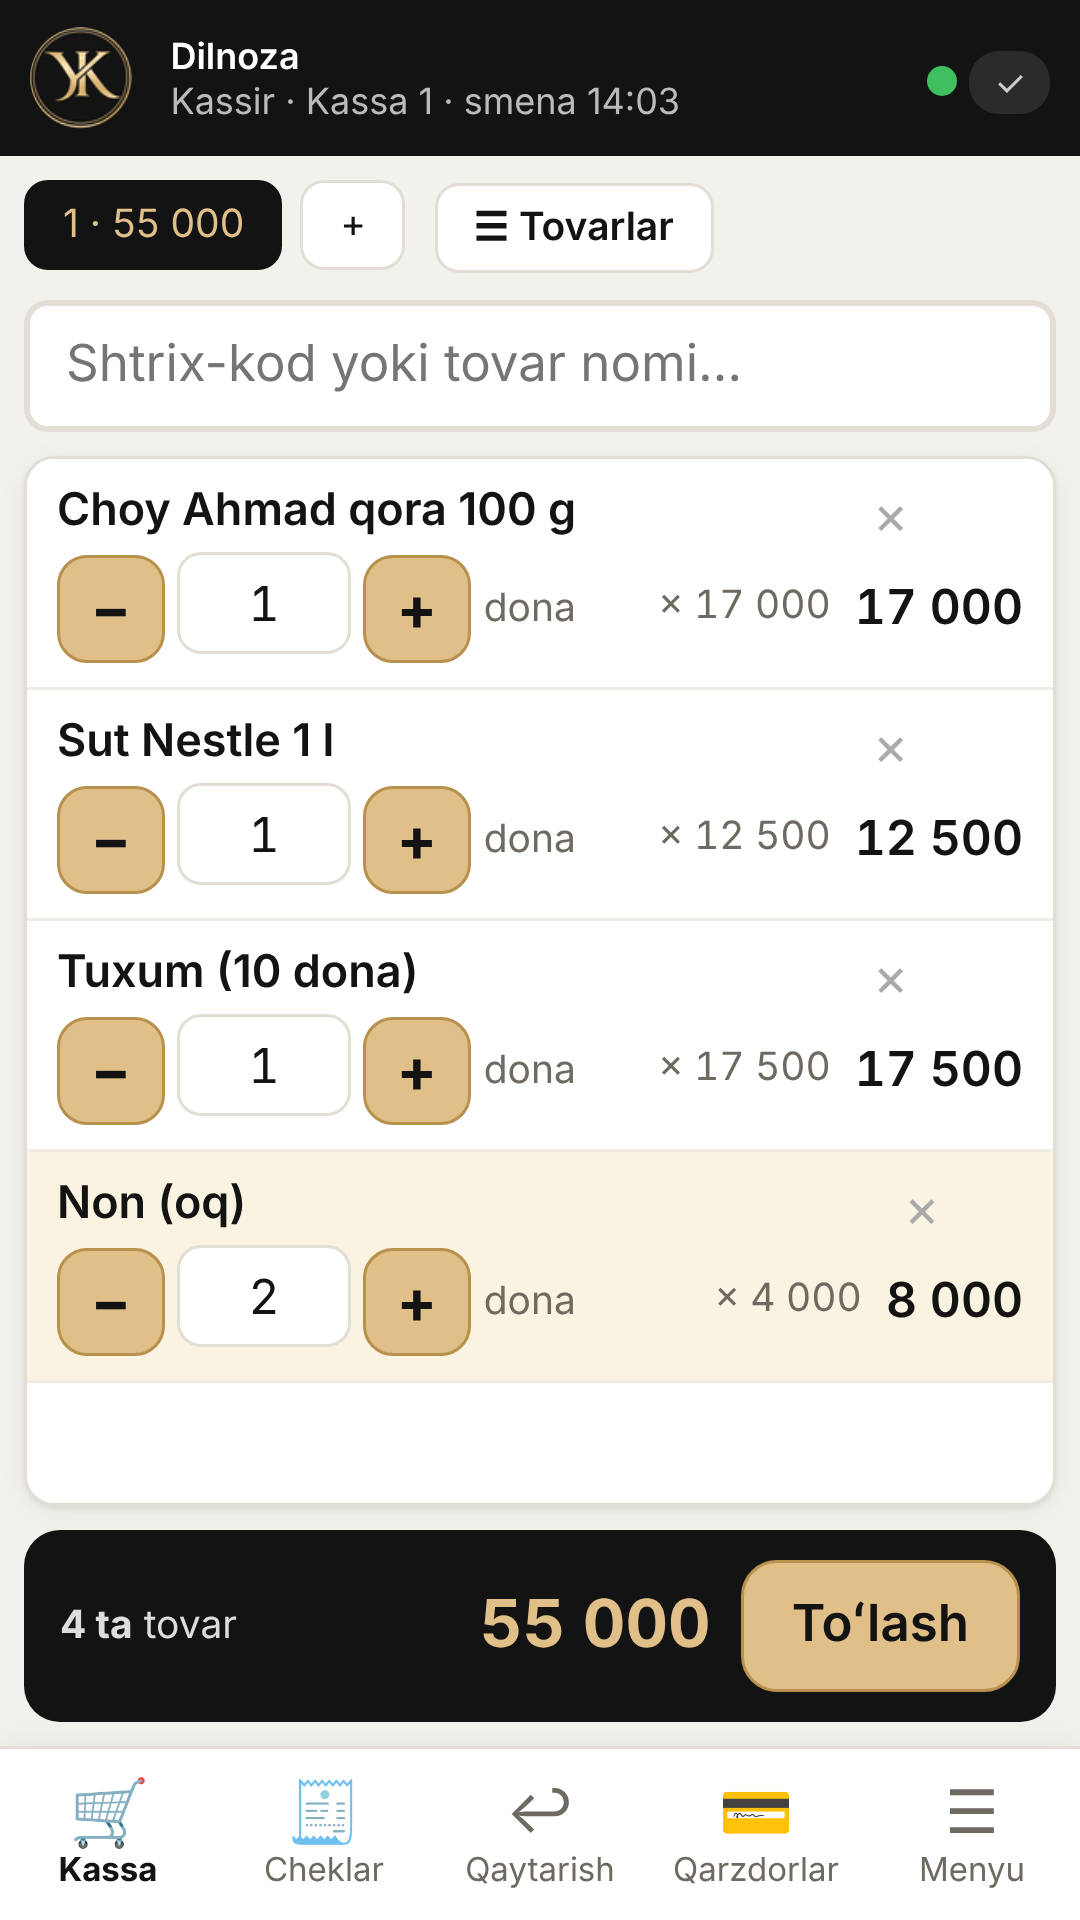 YK
Dilnoza
Kassir · Kassa 1 · smena 14:03
✓
1 · 55 000
+
☰ Tovarlar
Shtrix-kod yoki tovar nomi...
Choy Ahmad qora 100 g ×
− 1 + dona × 17 000 17 000
Sut Nestle 1 l ×
− 1 + dona × 12 500 12 500
Tuxum (10 dona) ×
− 1 + dona × 17 500 17 500
Non (oq) ×
− 2 + dona × 4 000 8 000
4 ta tovar 55 000 Toʻlash
Kassa Cheklar Qaytarish Qarzdorlar Menyu